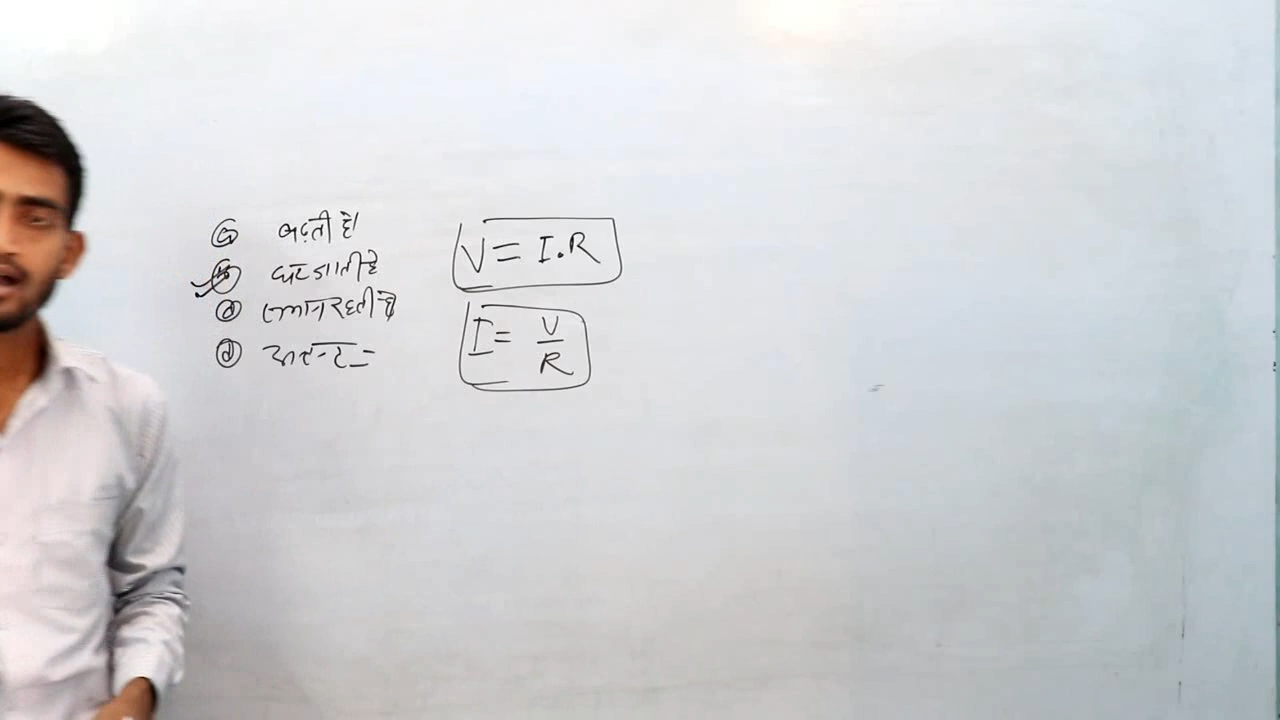 ⓐ बढ़ती है।
ⓑ घट जाती है
ⓒ समान रहती है
ⓓ
V = I.R
I = V/R